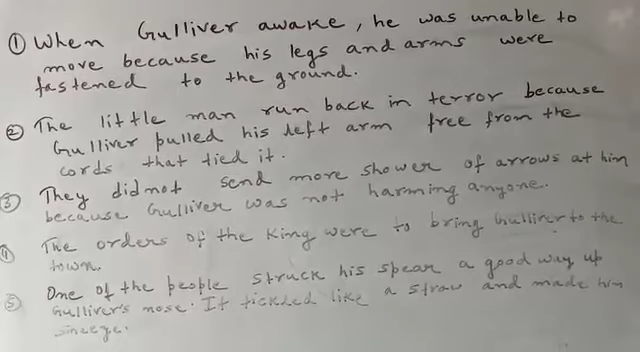 ① When Gulliver awake, he was unable to
move because his legs and arms were
fastened to the ground.
② The little man run back in terror because
Gulliver pulled his left arm free from the
cords that tied it.
③ They did not send more shower of arrows at him
because Gulliver was not harming anyone.
④ The orders of the King were to bring Gulliver to the
town.
⑤ One of the people struck his spear a good way up
Gulliver's nose. It tickled like a straw and made him
sneeze.